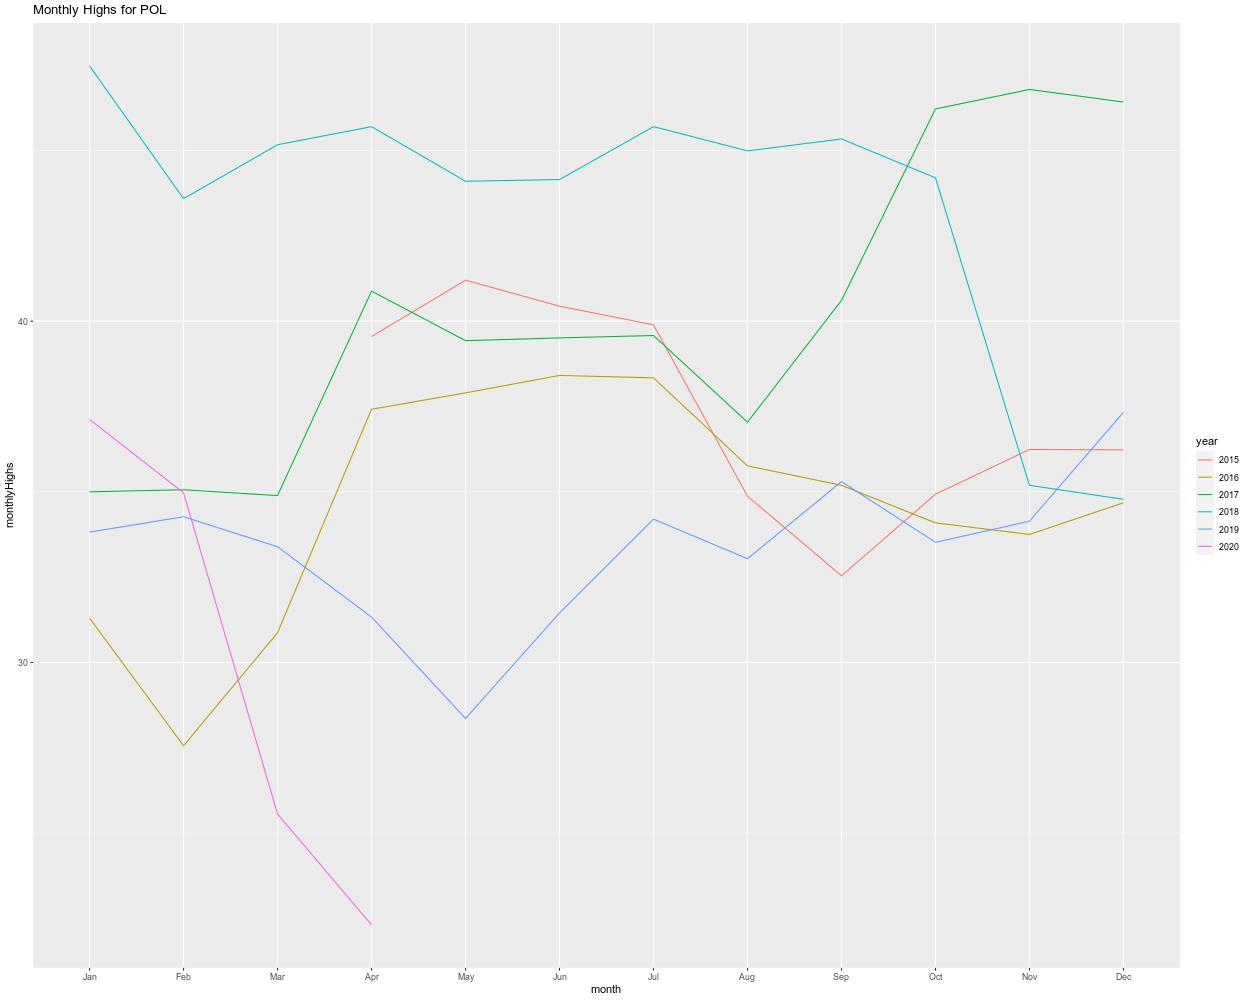 Monthly Highs for POL
monthlyHighs
40
30
Jan Feb Mar Apr May Jun Jul Aug Sep Oct Nov Dec
month
year
2015
2016
2017
2018
2019
2020